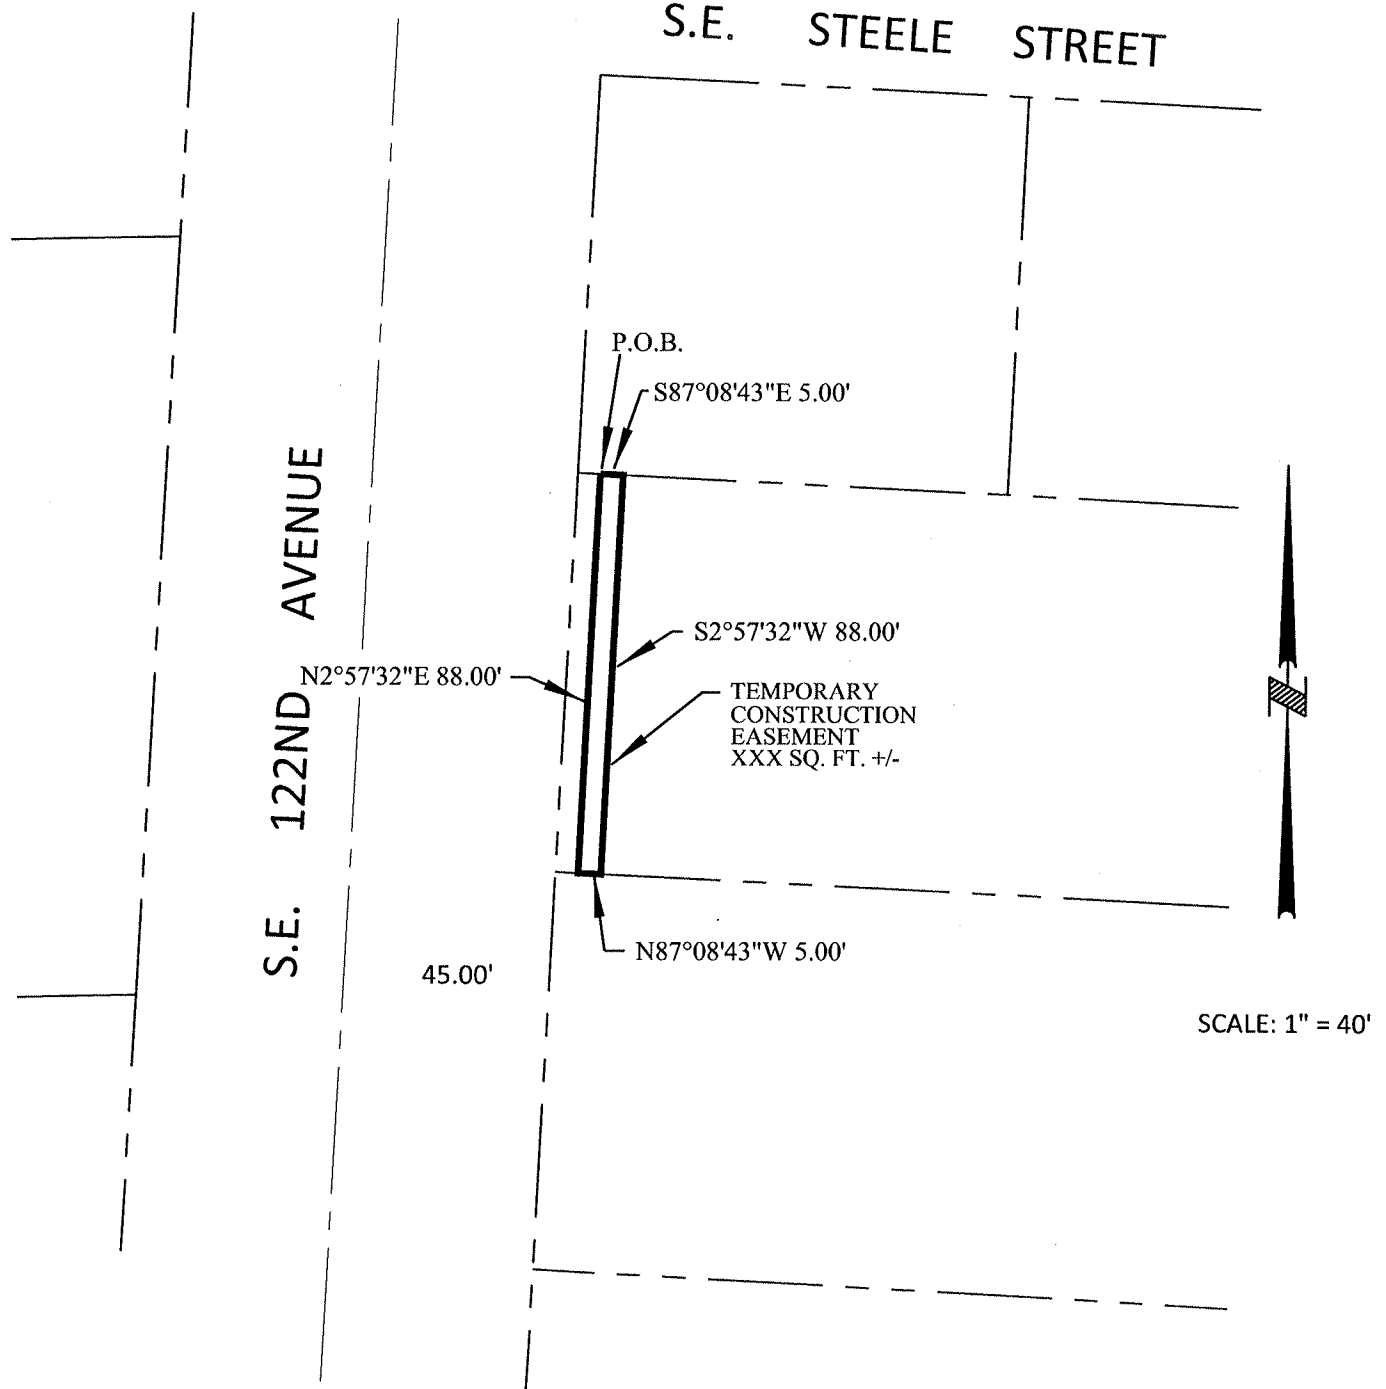 S.E. STEELE STREET
P.O.B.
S87°08'43"E 5.00'
S.E. 122ND AVENUE
S2°57'32"W 88.00'
N2°57'32"E 88.00'
TEMPORARY
CONSTRUCTION
EASEMENT
XXX SQ. FT. +/-
N87°08'43"W 5.00'
45.00'
SCALE: 1" = 40'